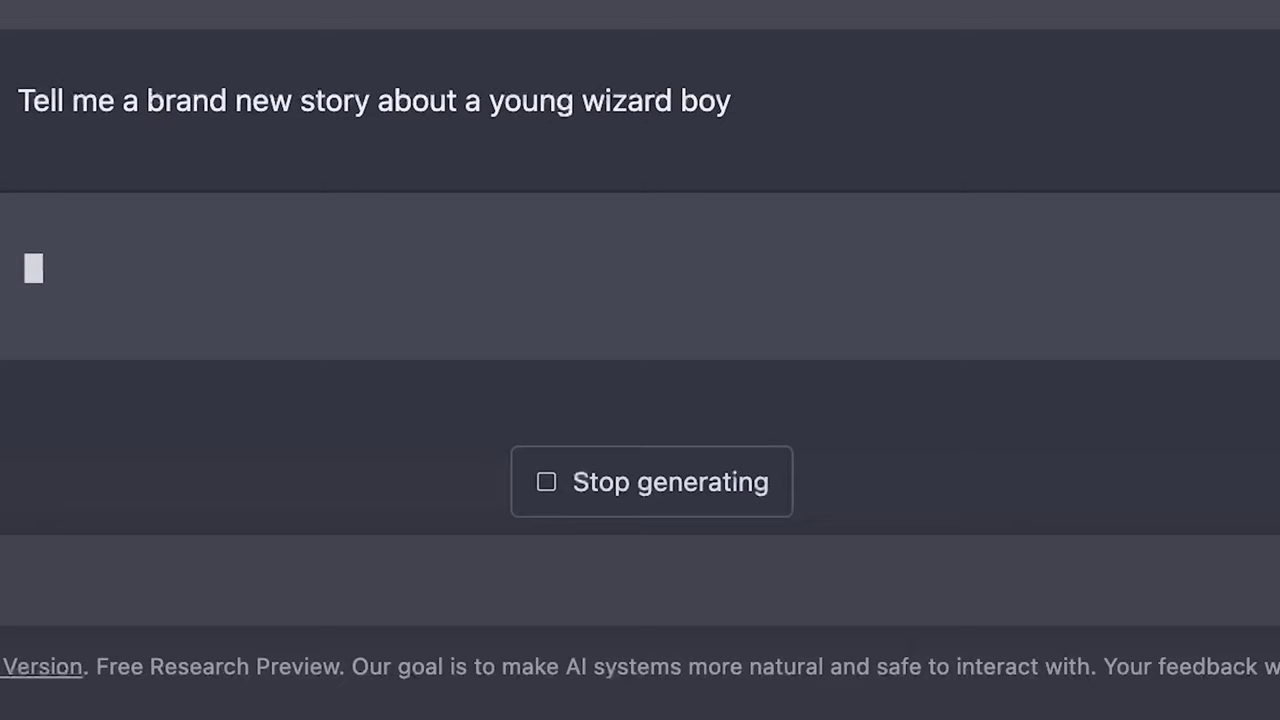 Tell me a brand new story about a young wizard boy
Stop generating
Version. Free Research Preview. Our goal is to make AI systems more natural and safe to interact with. Your feedback